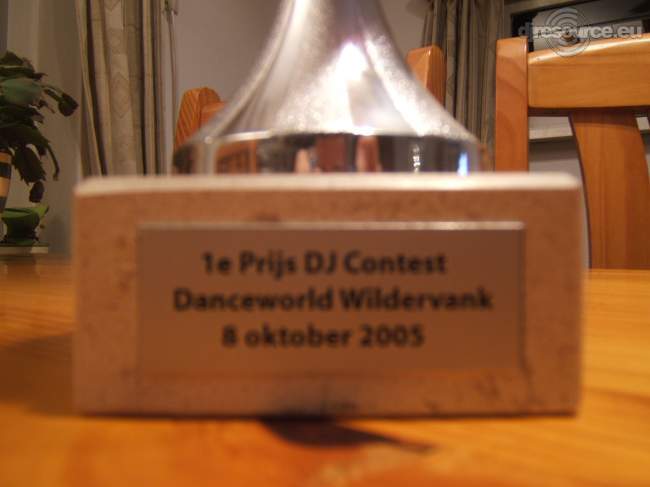 djresource.eu
1e Prijs DJ Contest
Danceworld Wildervank
8 oktober 2005